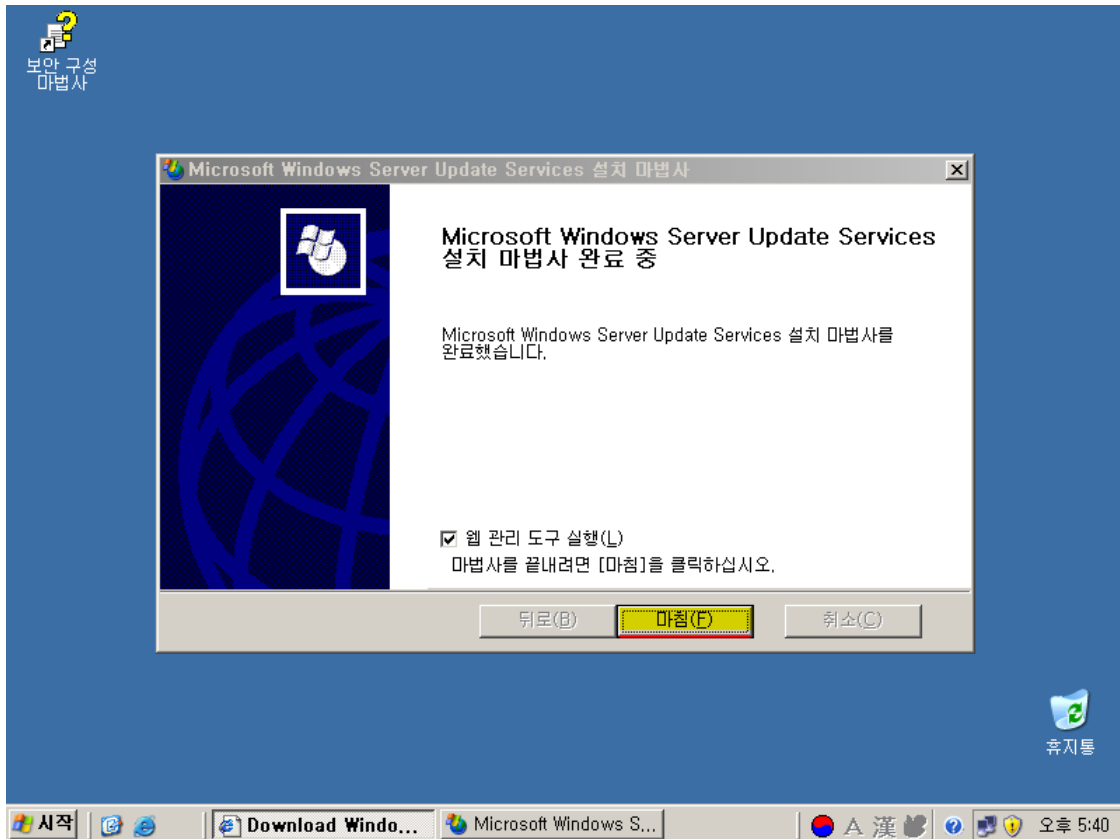 보안 구성
마법사
Microsoft Windows Server Update Services 설치 마법사
Microsoft Windows Server Update Services
설치 마법사 완료 중
Microsoft Windows Server Update Services 설치 마법사를
완료했습니다.
웹 관리 도구 실행(L)
마법사를 끝내려면 [마침]을 클릭하십시오.
뒤로(B) 마침(F) 취소(C)
휴지통
시작 Download Windo... Microsoft Windows S... A 漢 오후 5:40